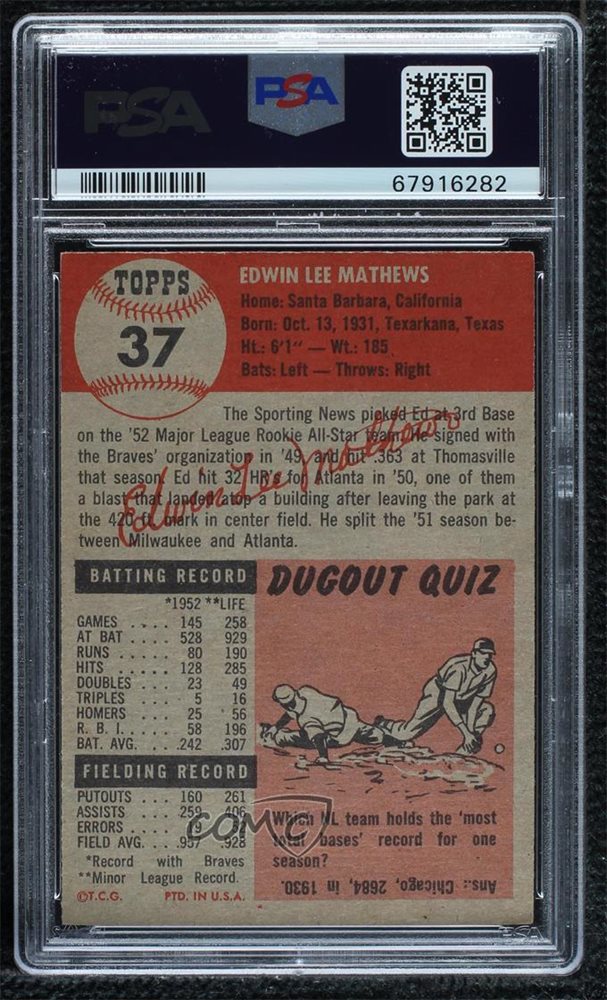 PSA
PSA
67916282
TOPPS
37
EDWIN LEE MATHEWS
Home: Santa Barbara, California
Born: Oct. 13, 1931, Texarkana, Texas
Ht.: 6'1" — Wt.: 185
Bats: Left — Throws: Right
The Sporting News picked Ed at 3rd Base
on the '52 Major League Rookie All-Star team. He signed
with the Braves' organization in '49, and hit .363 at Thomasville
that season. Ed hit 32 HR's for Atlanta in '50, one of them
a blast that landed atop a building after leaving the park at
the 420 ft. mark in center field. He split the '51 season be-
tween Milwaukee and Atlanta.
Edwin Lee Mathews
BATTING RECORD
*1952 **LIFE
GAMES . . . . 145 258
AT BAT . . . . 528 929
RUNS . . . . 80 190
HITS . . . . 128 285
DOUBLES . . . 23 49
TRIPLES . . . 5 16
HOMERS . . . 25 56
R. B. I. . . . . 58 196
BAT. AVG. . . .242 .307
FIELDING RECORD
PUTOUTS . . . 160 261
ASSISTS . . . 259 406
ERRORS . . .
FIELD AVG. . . .957 .928
*Record with Braves
**Minor League Record.
©T.C.G. PTD. IN U.S.A.
DUGOUT QUIZ
Which NL team holds the 'most
total bases' record for one
season?
Ans.: Chicago, 2684, in 1930.
COMC
PSA